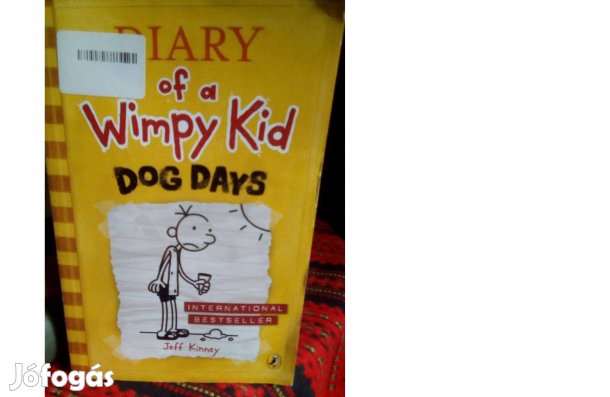 DIARY
of a
Wimpy Kid
DOG DAYS
INTERNATIONAL
BESTSELLER
Jeff Kinney
Jófogás